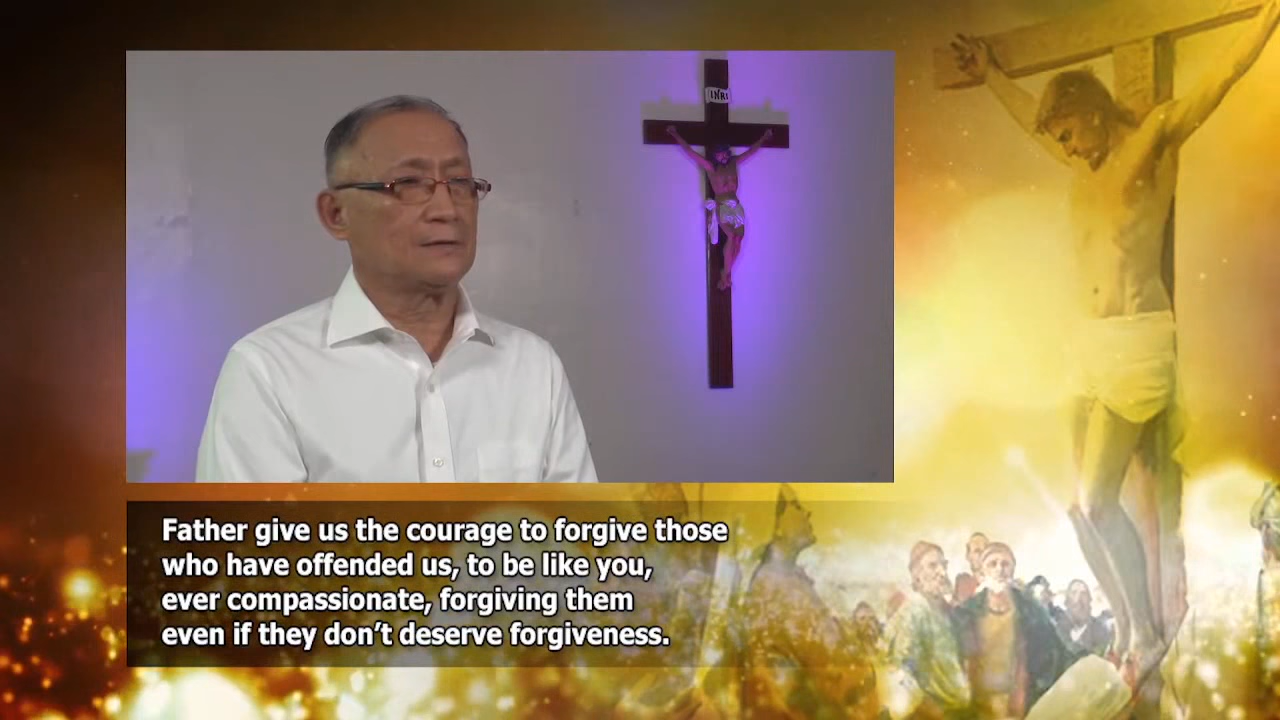 INRI
Father give us the courage to forgive those
who have offended us, to be like you,
ever compassionate, forgiving them
even if they don’t deserve forgiveness.